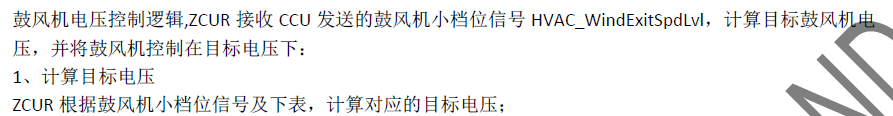 鼓风机电压控制逻辑,ZCUR 接收 CCU 发送的鼓风机小档位信号 HVAC_WindExitSpdLvl，计算目标鼓风机电
压，并将鼓风机控制在目标电压下：
1、计算目标电压
ZCUR 根据鼓风机小档位信号及下表，计算对应的目标电压；